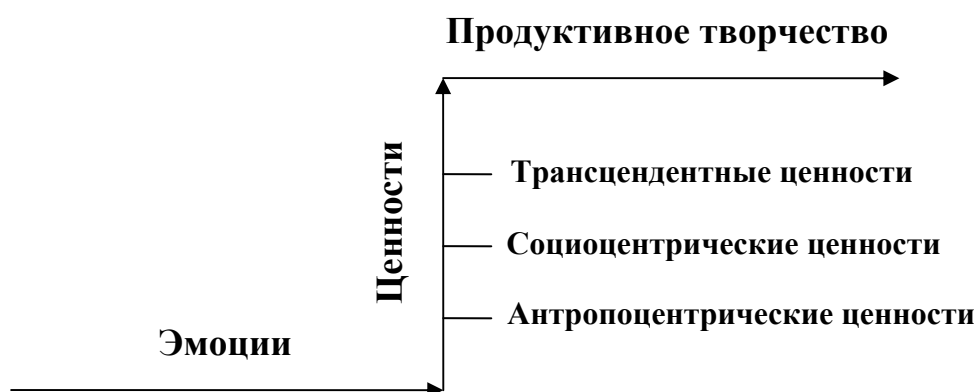 Продуктивное творчество
Ценности
Трансцендентные ценности
Социоцентрические ценности
Антропоцентрические ценности
Эмоции